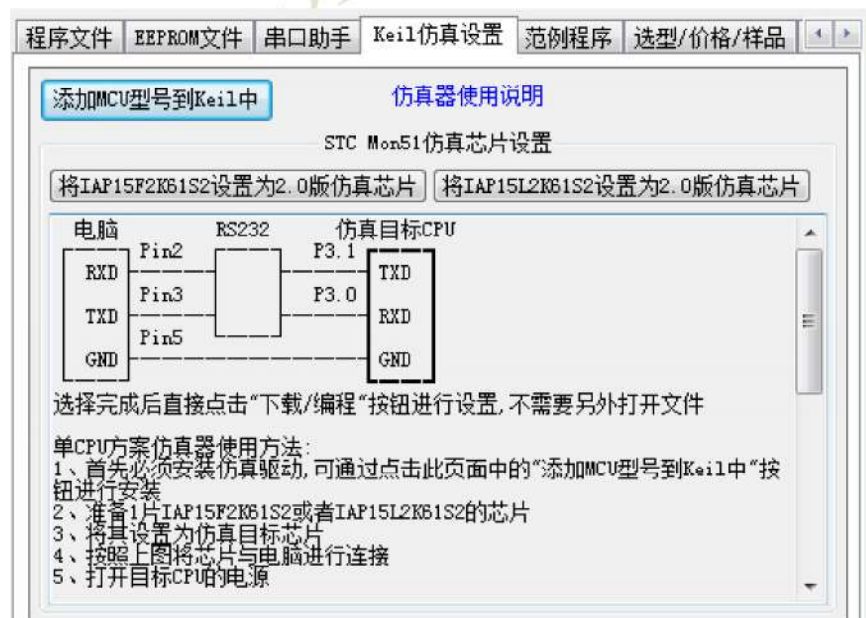 程序文件 EEPROM文件 串口助手 Keil仿真设置 范例程序 选型/价格/样品
添加MCU型号到Keil中 仿真器使用说明
STC Mon51仿真芯片设置
将IAP15F2K61S2设置为2.0版仿真芯片 将IAP15L2K61S2设置为2.0版仿真芯片
电脑 RS232 仿真目标CPU
Pin2 P3.1
RXD TXD
Pin3 P3.0
TXD RXD
Pin5
GND GND
选择完成后直接点击"下载/编程"按钮进行设置,不需要另外打开文件
单CPU方案仿真器使用方法:
1、首先必须安装仿真驱动,可通过点击此页面中的"添加MCU型号到Keil中"按
钮进行安装
2、准备1片IAP15F2K61S2或者IAP15L2K61S2的芯片
3、将其设置为仿真目标芯片
4、按照上图将芯片与电脑进行连接
5、打开目标CPU的电源